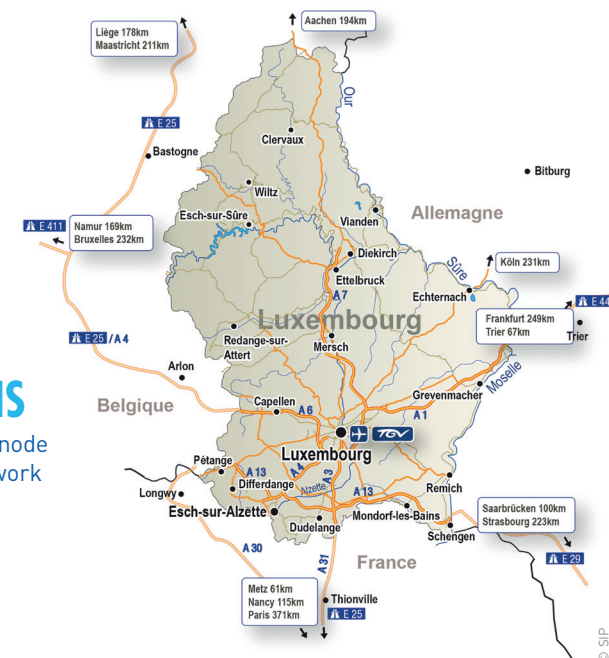 Liège 178km
Maastricht 211km
Aachen 194km
Our
E 25
Clervaux
Bastogne
Bitburg
Wiltz
Esch-sur-Sûre
Vianden
Allemagne
E 411
Namur 169km
Bruxelles 232km
Diekirch
Sûre
Köln 231km
Ettelbruck
A 7
Echternach
E 44
Luxembourg
Frankfurt 249km
Trier 67km
E 25 / A 4
Redange-sur-
Attert
Mersch
Trier
Arlon
Moselle
Belgique
Capellen
A 6
A 1
Grevenmacher
TGV
Luxembourg
node
work
Pétange
A 13
A 4
A 3
Differdange
Alzette
A 13
Remich
Longwy
Esch-sur-Alzette
Dudelange
Mondorf-les-Bains
Saarbrücken 100km
Strasbourg 223km
Schengen
A 30
A 31
France
E 29
Metz 61km
Nancy 115km
Paris 371km
Thionville
E 25
© SIP